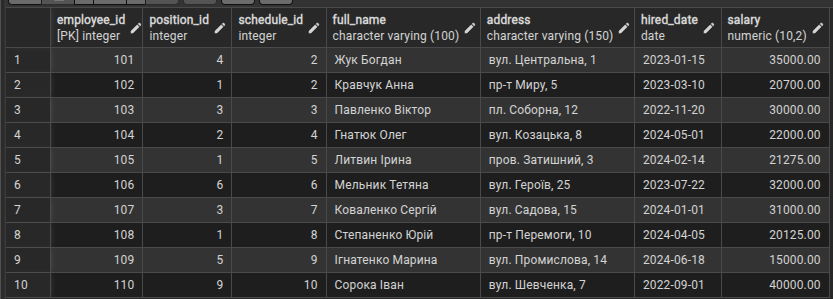 employee_id position_id schedule_id full_name address hired_date salary
[PK] integer integer integer character varying (100) character varying (150) date numeric (10,2)
1 101 4 2 Жук Богдан вул. Центральна, 1 2023-01-15 35000.00
2 102 1 2 Кравчук Анна пр-т Миру, 5 2023-03-10 20700.00
3 103 3 3 Павленко Віктор пл. Соборна, 12 2022-11-20 30000.00
4 104 2 4 Гнатюк Олег вул. Козацька, 8 2024-05-01 22000.00
5 105 1 5 Литвин Ірина пров. Затишний, 3 2024-02-14 21275.00
6 106 6 6 Мельник Тетяна вул. Героїв, 25 2023-07-22 32000.00
7 107 3 7 Коваленко Сергій вул. Садова, 15 2024-01-01 31000.00
8 108 1 8 Степаненко Юрій пр-т Перемоги, 10 2024-04-05 20125.00
9 109 5 9 Ігнатенко Марина вул. Промислова, 14 2024-06-18 15000.00
10 110 9 10 Сорока Іван вул. Шевченка, 7 2022-09-01 40000.00